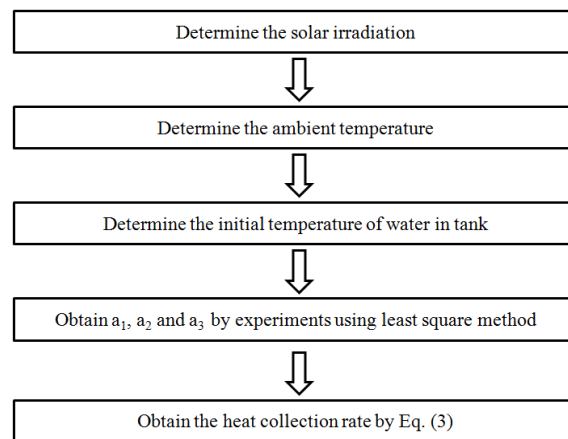 Determine the solar irradiation
Determine the ambient temperature
Determine the initial temperature of water in tank
Obtain a₁, a₂ and a₃ by experiments using least square method
Obtain the heat collection rate by Eq. (3)